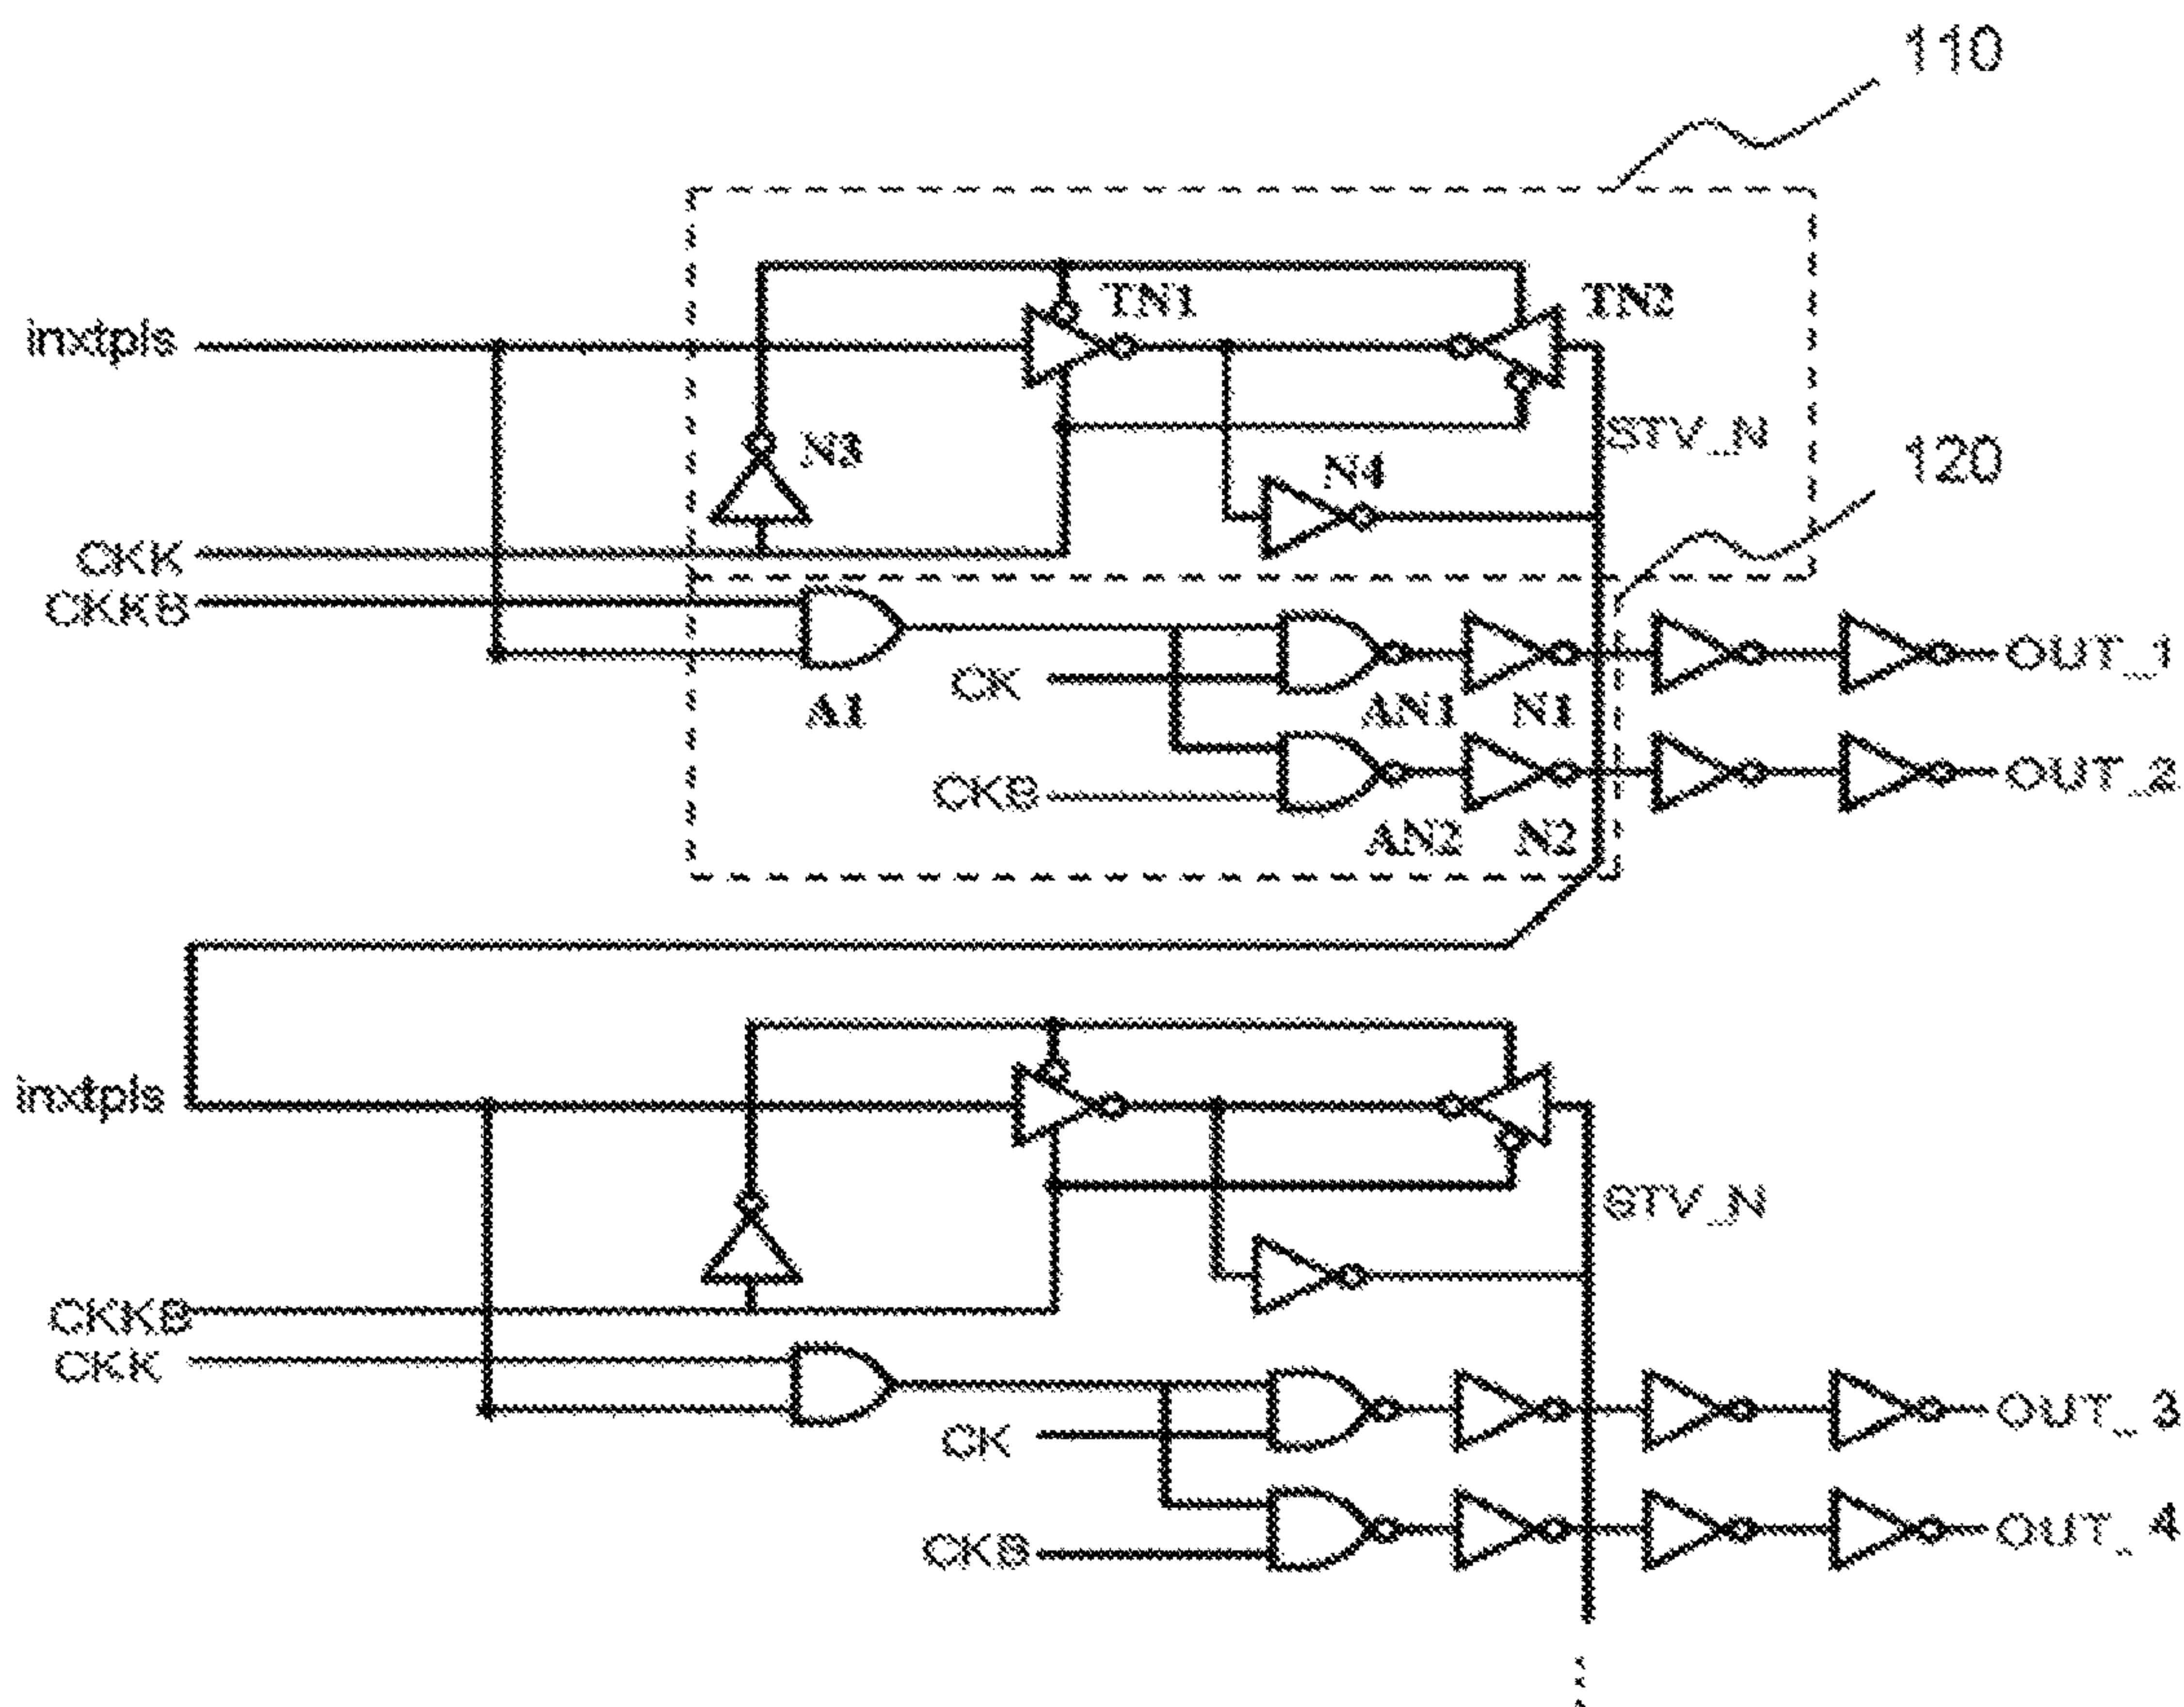 110
TN1
TN2
inxtpls
STV_N
N3
N4
120
CKK
CKKB
OUT_1
CK
A1
AN1
N1
OUT_2
CKB
AN2
N2
inxtpls
STV_N
CKKB
CKK
OUT_3
CK
OUT_4
CKB